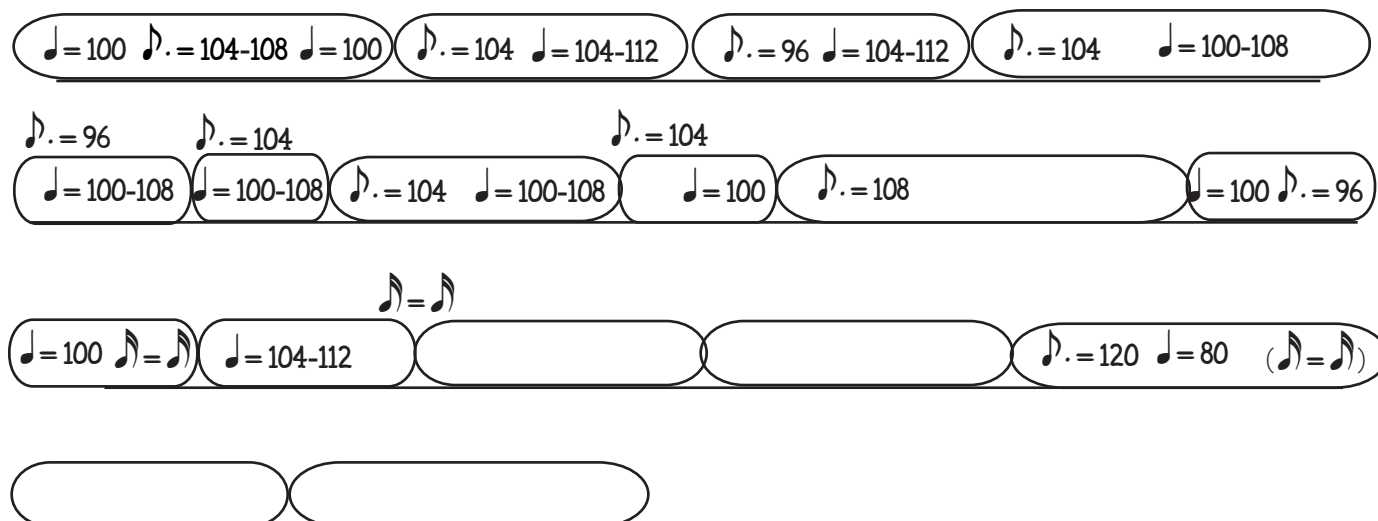 ♩=100 ♪.=104-108 ♩=100 ♪.=104 ♩=104-112 ♪.=96 ♩=104-112 ♪.=104 ♩=100-108
♪.=96 ♪.=104 ♪.=104
♩=100-108 ♩=100-108 ♪.=104 ♩=100-108 ♩=100 ♪.=108 ♩=100 ♪.=96
𝅘𝅥𝅯=𝅘𝅥𝅯
♩=100 𝅘𝅥𝅯=𝅘𝅥𝅯 ♩=104-112 ♪.=120 ♩=80 (𝅘𝅥𝅯=𝅘𝅥𝅯)